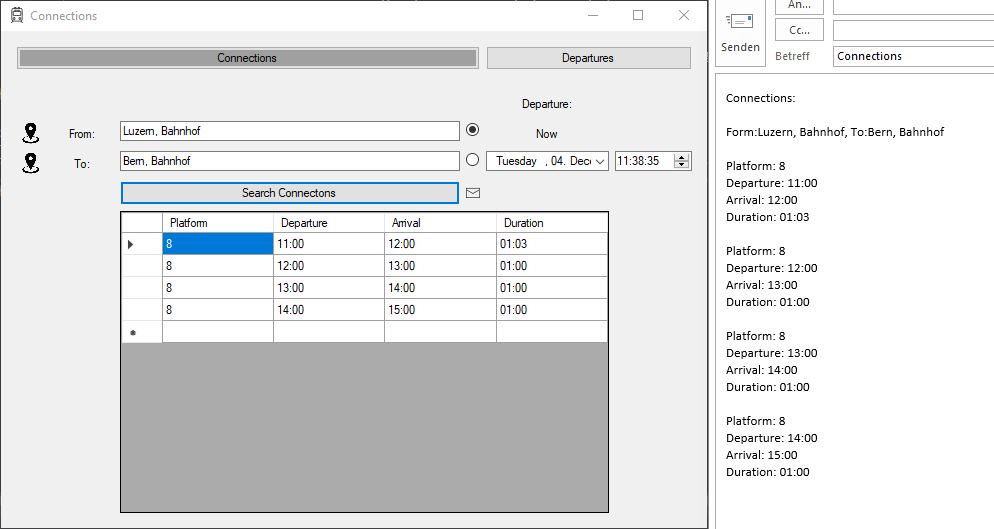 Connections
Connections
Departures
Departure:
From:
Luzern, Bahnhof
Now
To:
Bern, Bahnhof
Tuesday , 04. Dec
11:38:35
Search Connectons
Platform Departure Arrival Duration
8 11:00 12:00 01:03
8 12:00 13:00 01:00
8 13:00 14:00 01:00
8 14:00 15:00 01:00
An...
Cc...
Senden
Betreff
Connections
Connections:
Form:Luzern, Bahnhof, To:Bern, Bahnhof
Platform: 8
Departure: 11:00
Arrival: 12:00
Duration: 01:03
Platform: 8
Departure: 12:00
Arrival: 13:00
Duration: 01:00
Platform: 8
Departure: 13:00
Arrival: 14:00
Duration: 01:00
Platform: 8
Departure: 14:00
Arrival: 15:00
Duration: 01:00